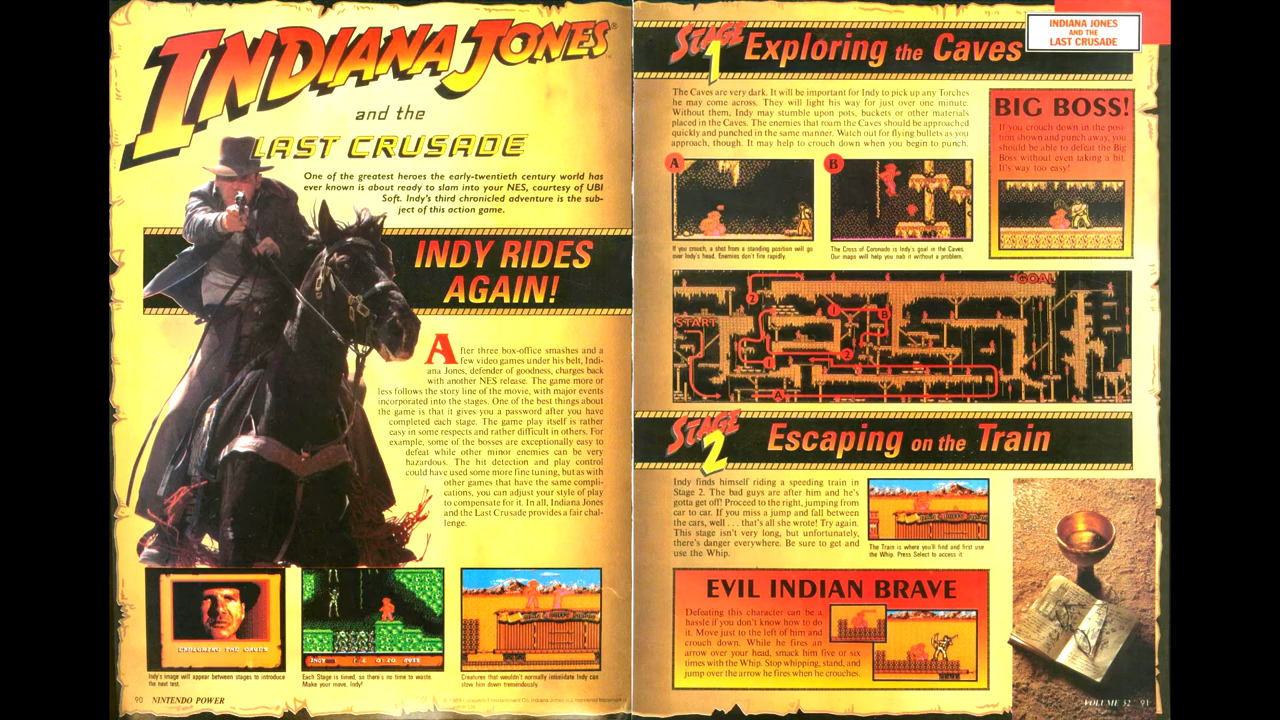 INDIANA JONES
and the
LAST CRUSADE
One of the greatest heroes the early-twentieth century world has
ever known is about ready to slam into your NES, courtesy of UBI
Soft. Indy's third chronicled adventure is the sub-
ject of this action game.
INDY RIDES
AGAIN!
After three box-office smashes and a
few video games under his belt, Indi-
ana Jones, defender of goodness, charges back
with another NES release. The game more or
less follows the story line of the movie, with major events
incorporated into the stages. One of the best things about
the game is that it gives you a password after you have
completed each stage. The game play itself is rather
easy in some respects and rather difficult in others. For
example, some of the bosses are exceptionally easy to
defeat while other minor enemies can be very
hazardous. The hit detection and play control
could have used some more fine tuning, but as with
other games that have the same compli-
cations, you can adjust your style of play
to compensate for it. In all, Indiana Jones
and the Last Crusade provides a fair chal-
lenge.
EXPLORING THE CAVES
Indy's image will appear between stages to introduce
the next test.
Each Stage is timed, so there's no time to waste.
Make your move, Indy!
Creatures that wouldn't normally intimidate Indy can
slow him down tremendously.
90 NINTENDO POWER
INDIANA JONES
AND THE
LAST CRUSADE
STAGE
1
Exploring the Caves
The Caves are very dark. It will be important for Indy to pick up any Torches
he may come across. They will light his way for just over one minute.
Without them, Indy may stumble upon pots, buckets or other materials
placed in the Caves. The enemies that roam the Caves should be approached
quickly and punched in the same manner. Watch out for flying bullets as you
approach, though. It may help to crouch down when you begin to punch.
A
If you crouch, a shot from a standing position will go
over Indy's head. Enemies don't fire rapidly.
B
The Cross of Coronado is Indy's goal in the Caves.
Our maps will help you nab it without a problem.
BIG BOSS!
If you crouch down in the posi-
tion shown and punch away, you
should be able to defeat the Big
Boss without even taking a hit.
It's way too easy!
GOAL
2
1
B
START
1
2
A
STAGE
2
Escaping on the Train
Indy finds himself riding a speeding train in
Stage 2. The bad guys are after him and he's
gotta get off! Proceed to the right, jumping from
car to car. If you miss a jump and fall between
the cars, well . . . that's all she wrote! Try again.
This stage isn't very long, but unfortunately,
there's danger everywhere. Be sure to get and
use the Whip.
The Train is where you'll find and first use
the Whip. Press Select to access it.
EVIL INDIAN BRAVE
Defeating this character can be a
hassle if you don't know how to do
it. Move just to the left of him and
crouch down. While he fires an
arrow over your head, smack him five or six
times with the Whip. Stop whipping, stand, and
jump over the arrow he fires when he crouches.
VOLUME 32 91